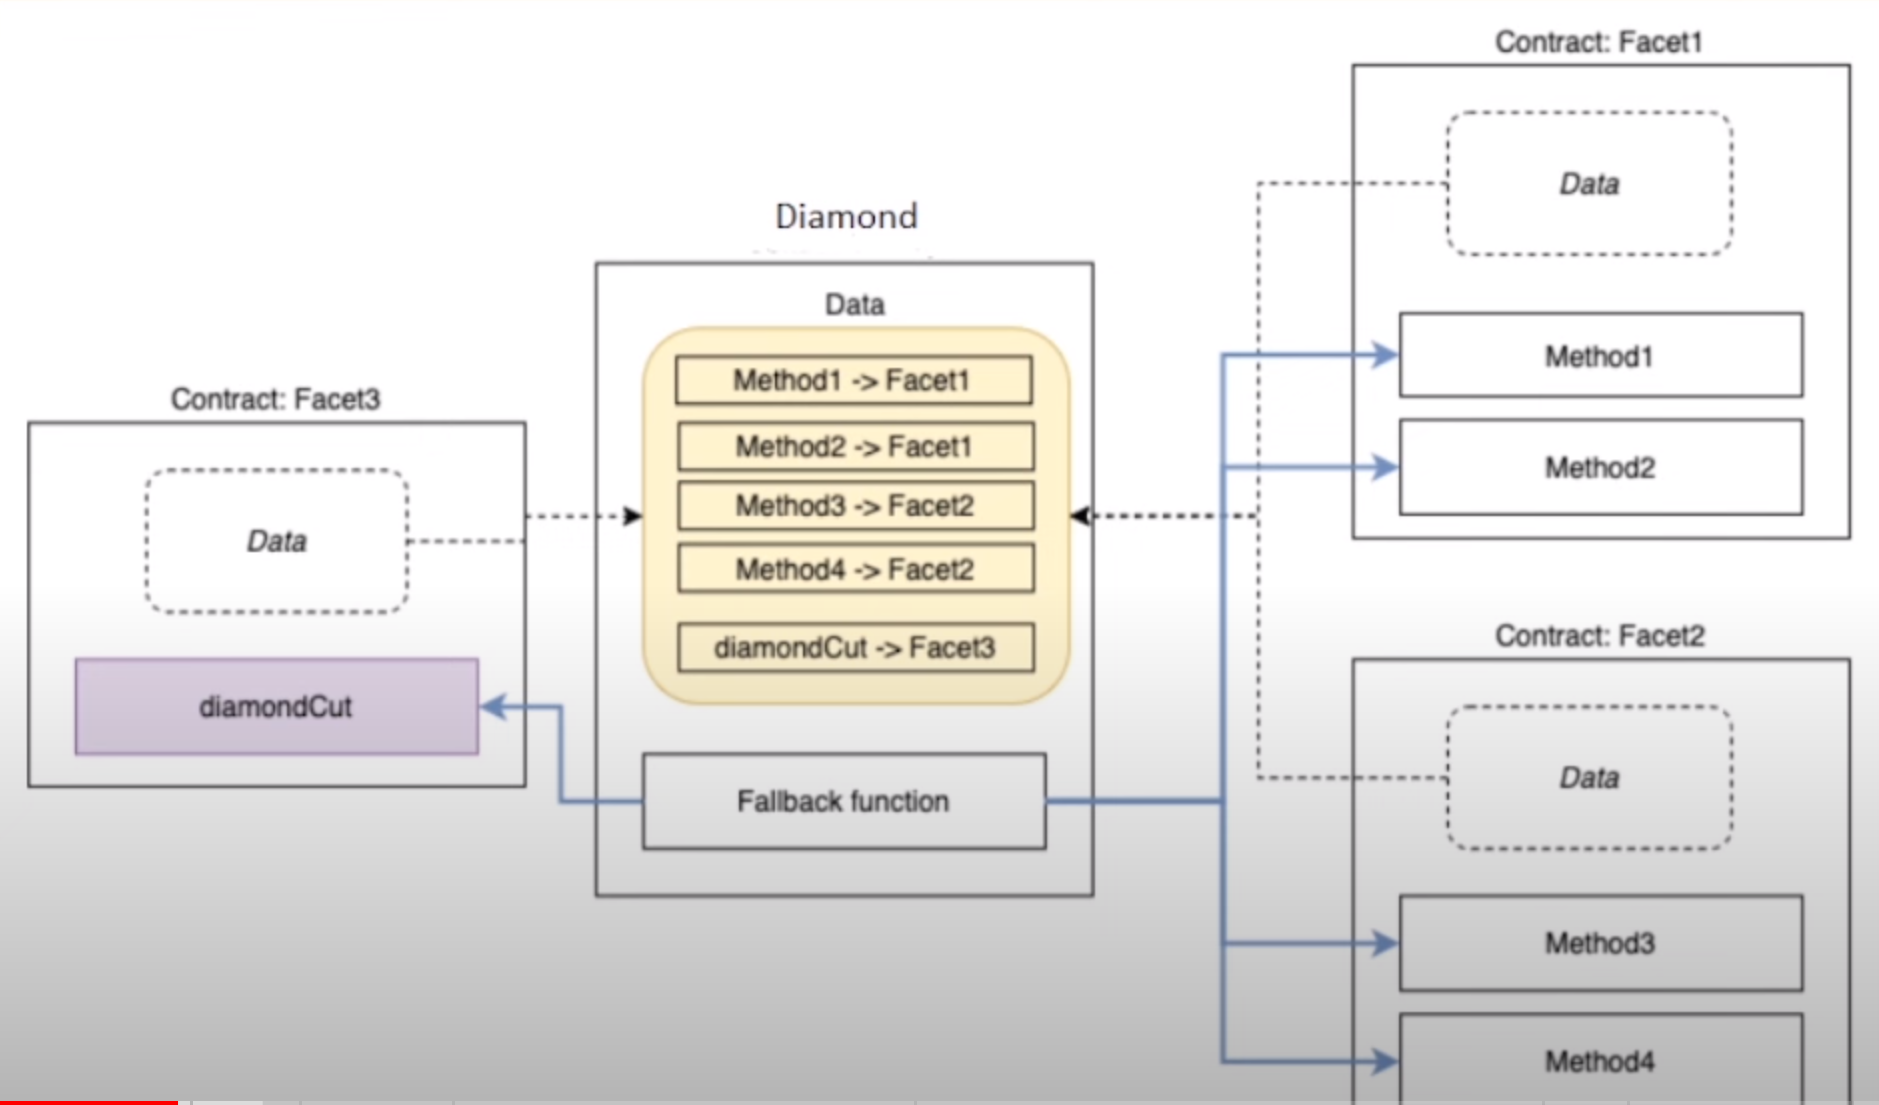 Contract: Facet3
Data
diamondCut
Diamond
Data
Method1 -> Facet1
Method2 -> Facet1
Method3 -> Facet2
Method4 -> Facet2
diamondCut -> Facet3
Fallback function
Contract: Facet1
Data
Method1
Method2
Contract: Facet2
Data
Method3
Method4